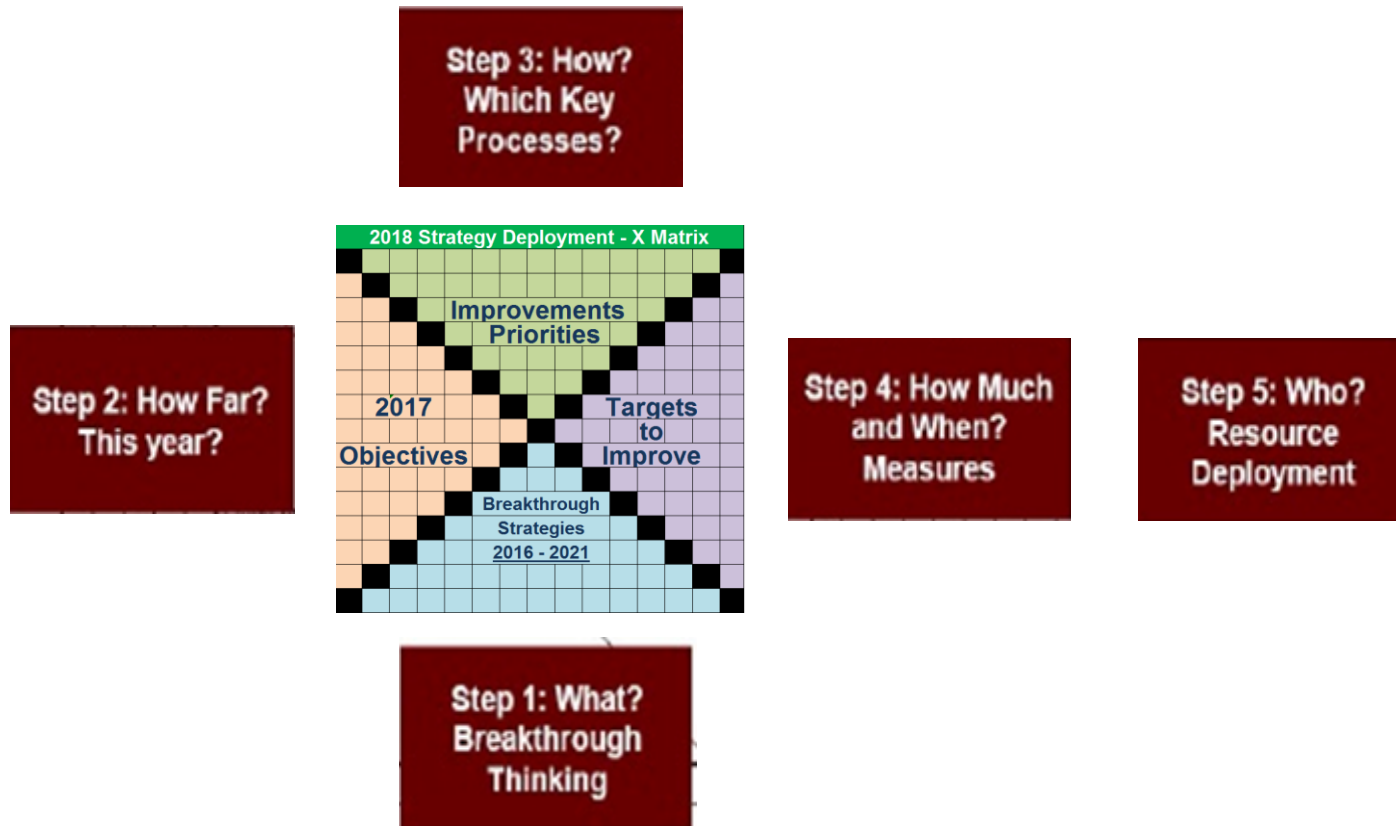 Step 3: How?
Which Key
Processes?
2018 Strategy Deployment - X Matrix
Improvements
Priorities
Step 2: How Far?
This year?
2017
Objectives
Targets
to
Improve
Breakthrough
Strategies
2016 - 2021
Step 4: How Much
and When?
Measures
Step 5: Who?
Resource
Deployment
Step 1: What?
Breakthrough
Thinking